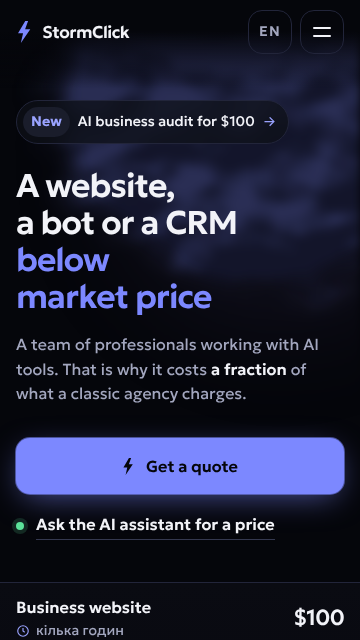 StormClick
EN
New AI business audit for $100 →
A website,
a bot or a CRM
below
market price
A team of professionals working with AI
tools. That is why it costs a fraction of
what a classic agency charges.
Get a quote
Ask the AI assistant for a price
Business website
$100
кілька годин